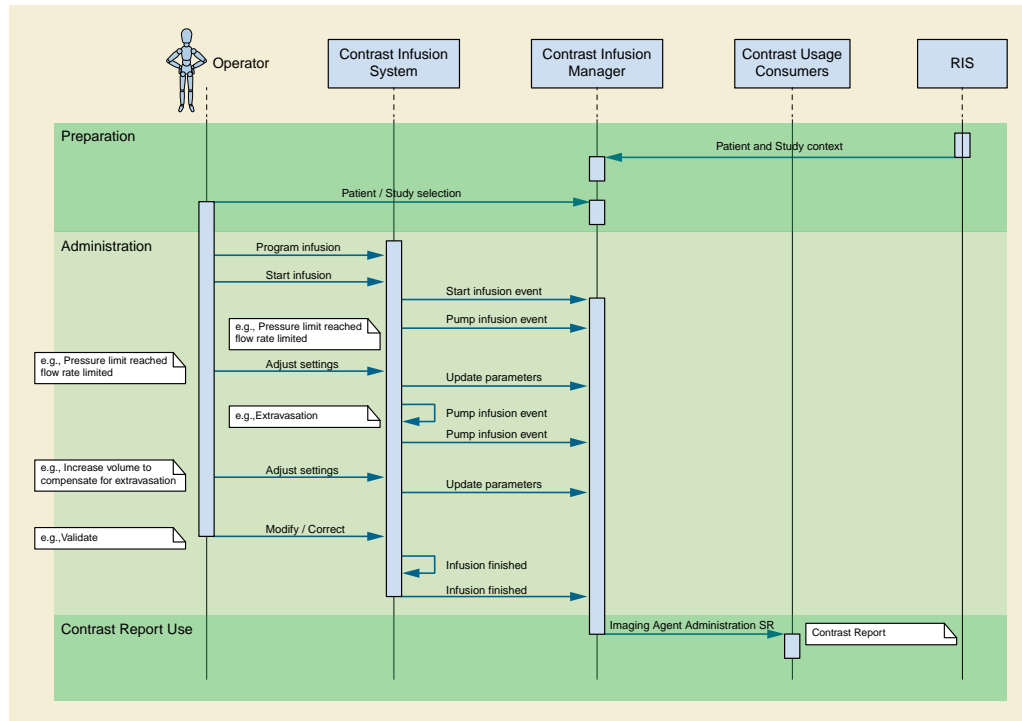 Operator
Contrast Infusion
System
Contrast Infusion
Manager
Contrast Usage
Consumers
RIS
Preparation
Patient and Study context
Patient / Study selection
Administration
Program infusion
Start infusion
Start infusion event
Pump infusion event
e.g., Pressure limit reached
flow rate limited
e.g., Pressure limit reached
flow rate limited
Adjust settings
Update parameters
e.g.,Extravasation
Pump infusion event
Pump infusion event
e.g., Increase volume to
compensate for extravasation
Adjust settings
Update parameters
e.g.,Validate
Modify / Correct
Infusion finished
Infusion finished
Contrast Report Use
Imaging Agent Administration SR
Contrast Report